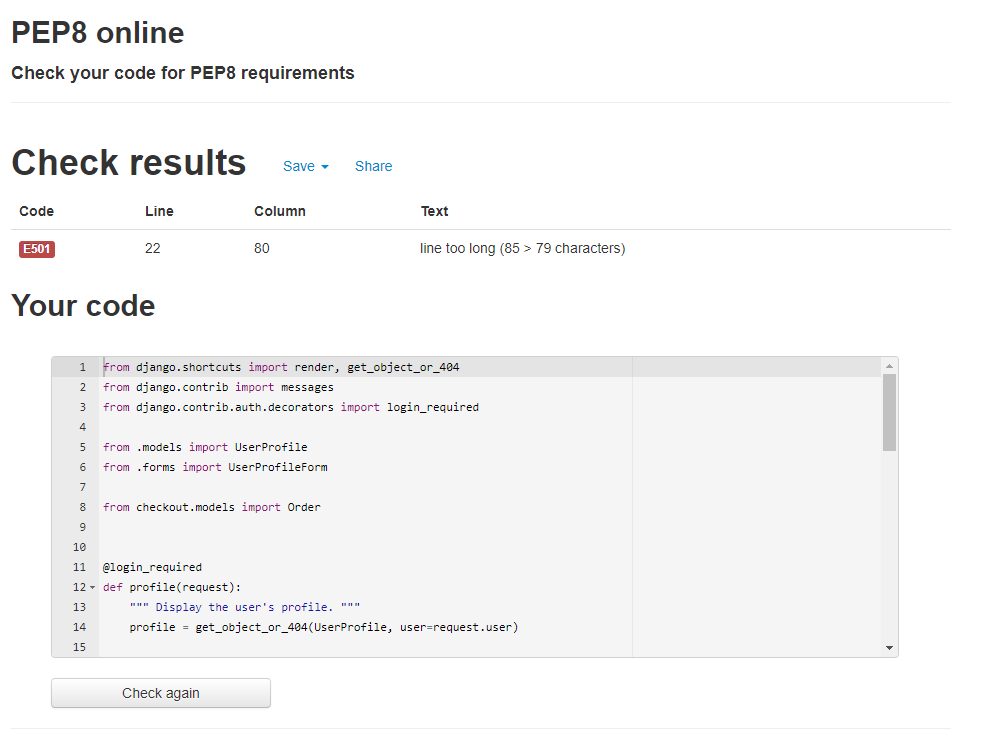 PEP8 online
Check your code for PEP8 requirements
Check results Save Share
Code Line Column Text
E501 22 80 line too long (85 > 79 characters)
Your code
1 from django.shortcuts import render, get_object_or_404
2 from django.contrib import messages
3 from django.contrib.auth.decorators import login_required
4
5 from .models import UserProfile
6 from .forms import UserProfileForm
7
8 from checkout.models import Order
9
10
11 @login_required
12 def profile(request):
13     """ Display the user's profile. """
14     profile = get_object_or_404(UserProfile, user=request.user)
15
Check again